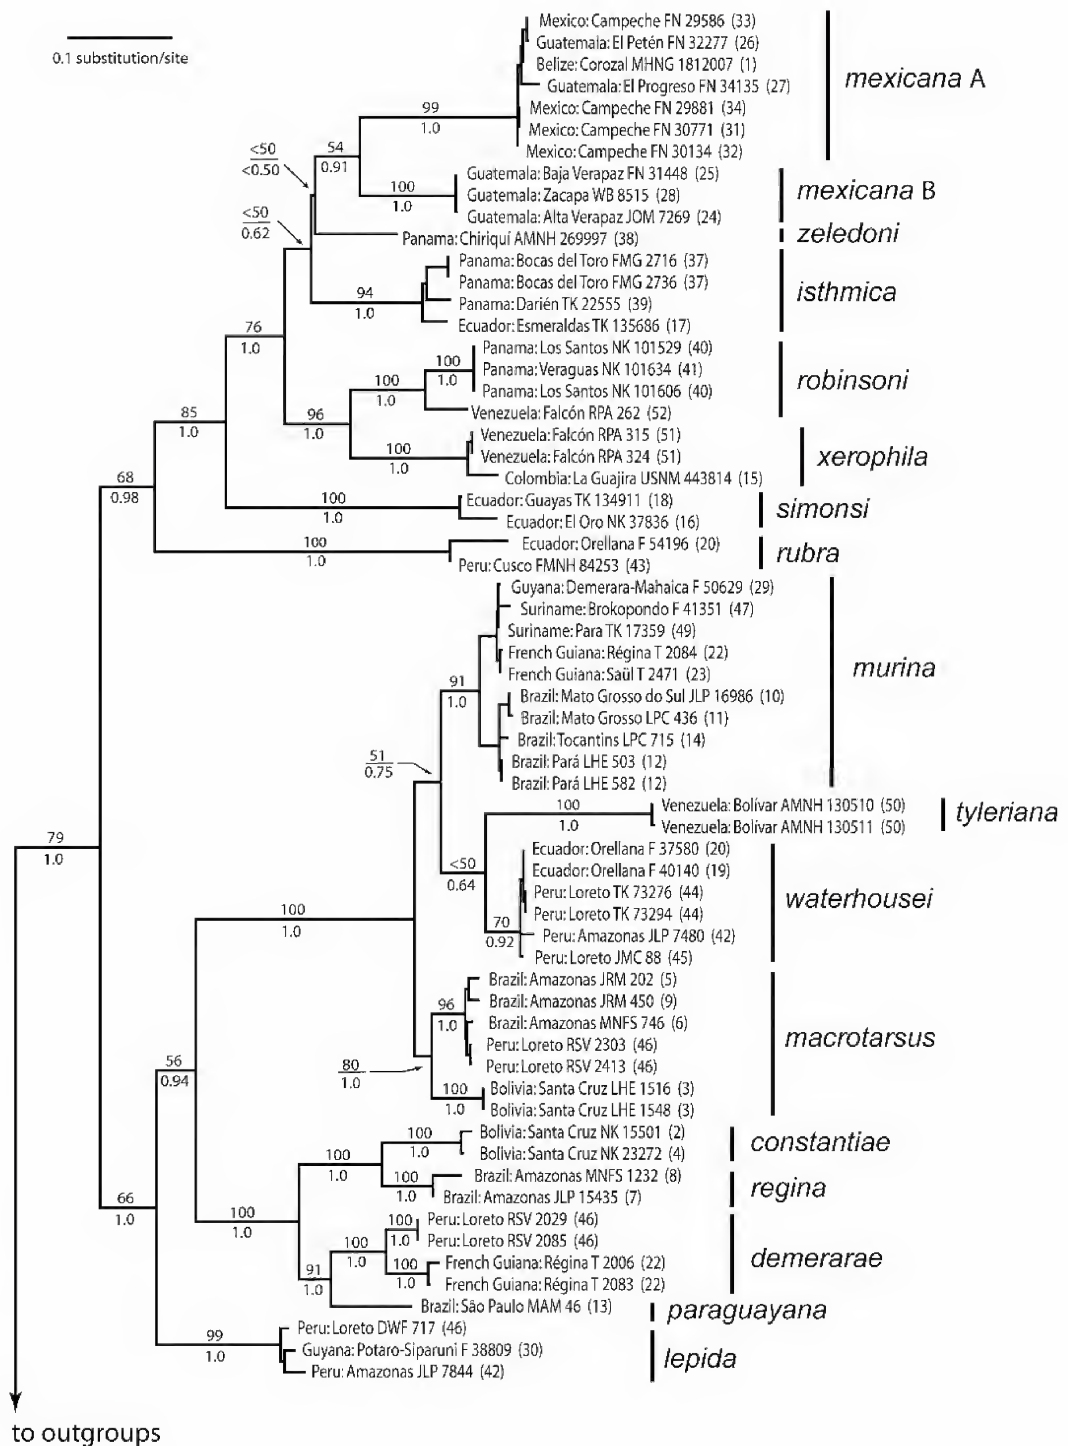 0.1 substitution/site
Mexico: Campeche FN 29586 (33)
Guatemala: El Petén FN 32277 (26)
Belize: Corozal MHNG 1812007 (1)
Guatemala: El Progreso FN 34135 (27)
Mexico: Campeche FN 29881 (34)
Mexico: Campeche FN 30771 (31)
Mexico: Campeche FN 30134 (32)
mexicana A
99
1.0
54
0.91
<50
<0.50
Guatemala: Baja Verapaz FN 31448 (25)
Guatemala: Zacapa WB 8515 (28)
Guatemala: Alta Verapaz JOM 7269 (24)
mexicana B
100
1.0
<50
0.62
Panama: Chiriquí AMNH 269997 (38)
zeledoni
Panama: Bocas del Toro FMG 2716 (37)
Panama: Bocas del Toro FMG 2736 (37)
Panama: Darién TK 22555 (39)
Ecuador: Esmeraldas TK 135686 (17)
isthmica
94
1.0
76
1.0
Panama: Los Santos NK 101529 (40)
Panama: Veraguas NK 101634 (41)
Panama: Los Santos NK 101606 (40)
Venezuela: Falcón RPA 262 (52)
robinsoni
100
1.0
100
1.0
96
1.0
85
1.0
Venezuela: Falcón RPA 315 (51)
Venezuela: Falcón RPA 324 (51)
Colombia: La Guajira USNM 443814 (15)
xerophila
100
1.0
68
0.98
Ecuador: Guayas TK 134911 (18)
Ecuador: El Oro NK 37836 (16)
simonsi
100
1.0
Ecuador: Orellana F 54196 (20)
Peru: Cusco FMNH 84253 (43)
rubra
100
1.0
Guyana: Demerara-Mahaica F 50629 (29)
Suriname: Brokopondo F 41351 (47)
Suriname: Para TK 17359 (49)
French Guiana: Régina T 2084 (22)
French Guiana: Saül T 2471 (23)
Brazil: Mato Grosso do Sul JLP 16986 (10)
Brazil: Mato Grosso LPC 436 (11)
Brazil: Tocantins LPC 715 (14)
Brazil: Pará LHE 503 (12)
Brazil: Pará LHE 582 (12)
murina
91
1.0
51
0.75
Venezuela: Bolívar AMNH 130510 (50)
Venezuela: Bolívar AMNH 130511 (50)
tyleriana
100
1.0
79
1.0
Ecuador: Orellana F 37580 (20)
Ecuador: Orellana F 40140 (19)
Peru: Loreto TK 73276 (44)
Peru: Loreto TK 73294 (44)
Peru: Amazonas JLP 7480 (42)
Peru: Loreto JMC 88 (45)
waterhousei
<50
0.64
70
0.92
100
1.0
Brazil: Amazonas JRM 202 (5)
Brazil: Amazonas JRM 450 (9)
Brazil: Amazonas MNFS 746 (6)
Peru: Loreto RSV 2303 (46)
Peru: Loreto RSV 2413 (46)
Bolivia: Santa Cruz LHE 1516 (3)
Bolivia: Santa Cruz LHE 1548 (3)
macrotarsus
96
1.0
80
1.0
100
1.0
56
0.94
Bolivia: Santa Cruz NK 15501 (2)
Bolivia: Santa Cruz NK 23272 (4)
constantiae
100
1.0
100
1.0
Brazil: Amazonas MNFS 1232 (8)
Brazil: Amazonas JLP 15435 (7)
regina
100
1.0
66
1.0
100
1.0
Peru: Loreto RSV 2029 (46)
Peru: Loreto RSV 2085 (46)
French Guiana: Régina T 2006 (22)
French Guiana: Régina T 2083 (22)
demerarae
100
1.0
100
1.0
100
1.0
91
1.0
Brazil: São Paulo MAM 46 (13)
paraguayana
Peru: Loreto DWF 717 (46)
Guyana: Potaro-Siparuni F 38809 (30)
Peru: Amazonas JLP 7844 (42)
lepida
99
1.0
to outgroups